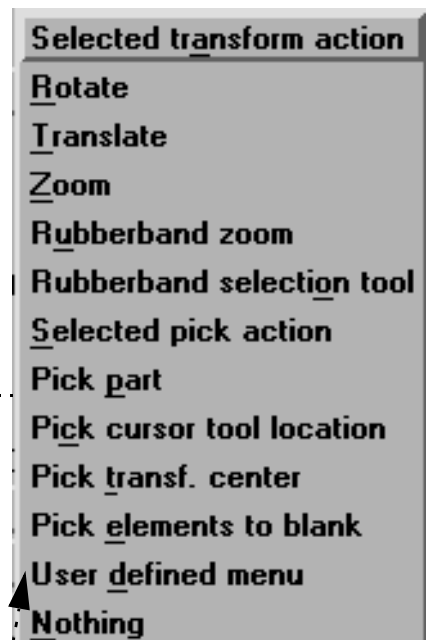 Selected transform action
Rotate
Translate
Zoom
Rubberband zoom
Rubberband selection tool
Selected pick action
Pick part
Pick cursor tool location
Pick transf. center
Pick elements to blank
User defined menu
Nothing